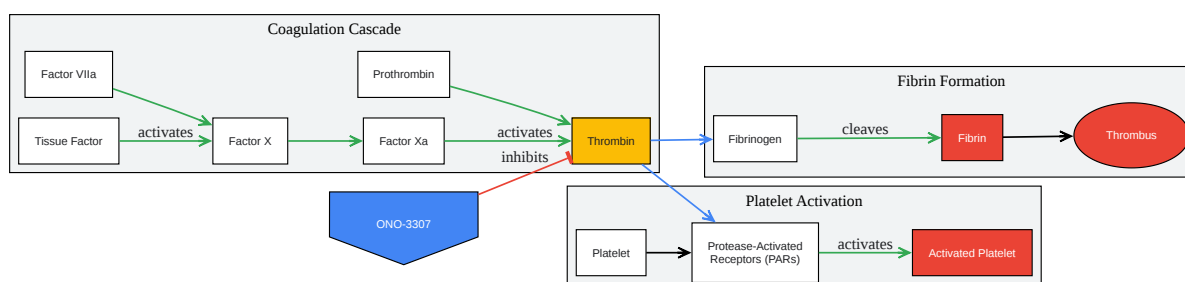 Coagulation Cascade
Factor VIIa
Prothrombin
Tissue Factor
activates
Factor X
Factor Xa
activates
inhibits
Thrombin
ONO-3307
Fibrin Formation
Fibrinogen
cleaves
Fibrin
Thrombus
Platelet Activation
Platelet
Protease-Activated
Receptors (PARs)
activates
Activated Platelet